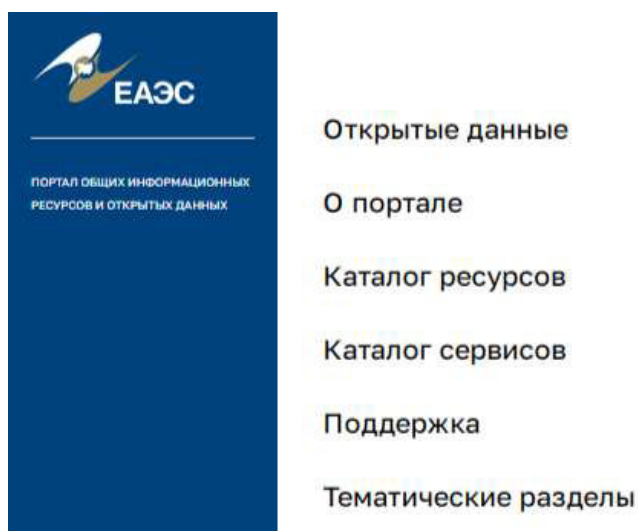 ЕАЭС
ПОРТАЛ ОБЩИХ ИНФОРМАЦИОННЫХ
РЕСУРСОВ И ОТКРЫТЫХ ДАННЫХ
Открытые данные
О портале
Каталог ресурсов
Каталог сервисов
Поддержка
Тематические разделы